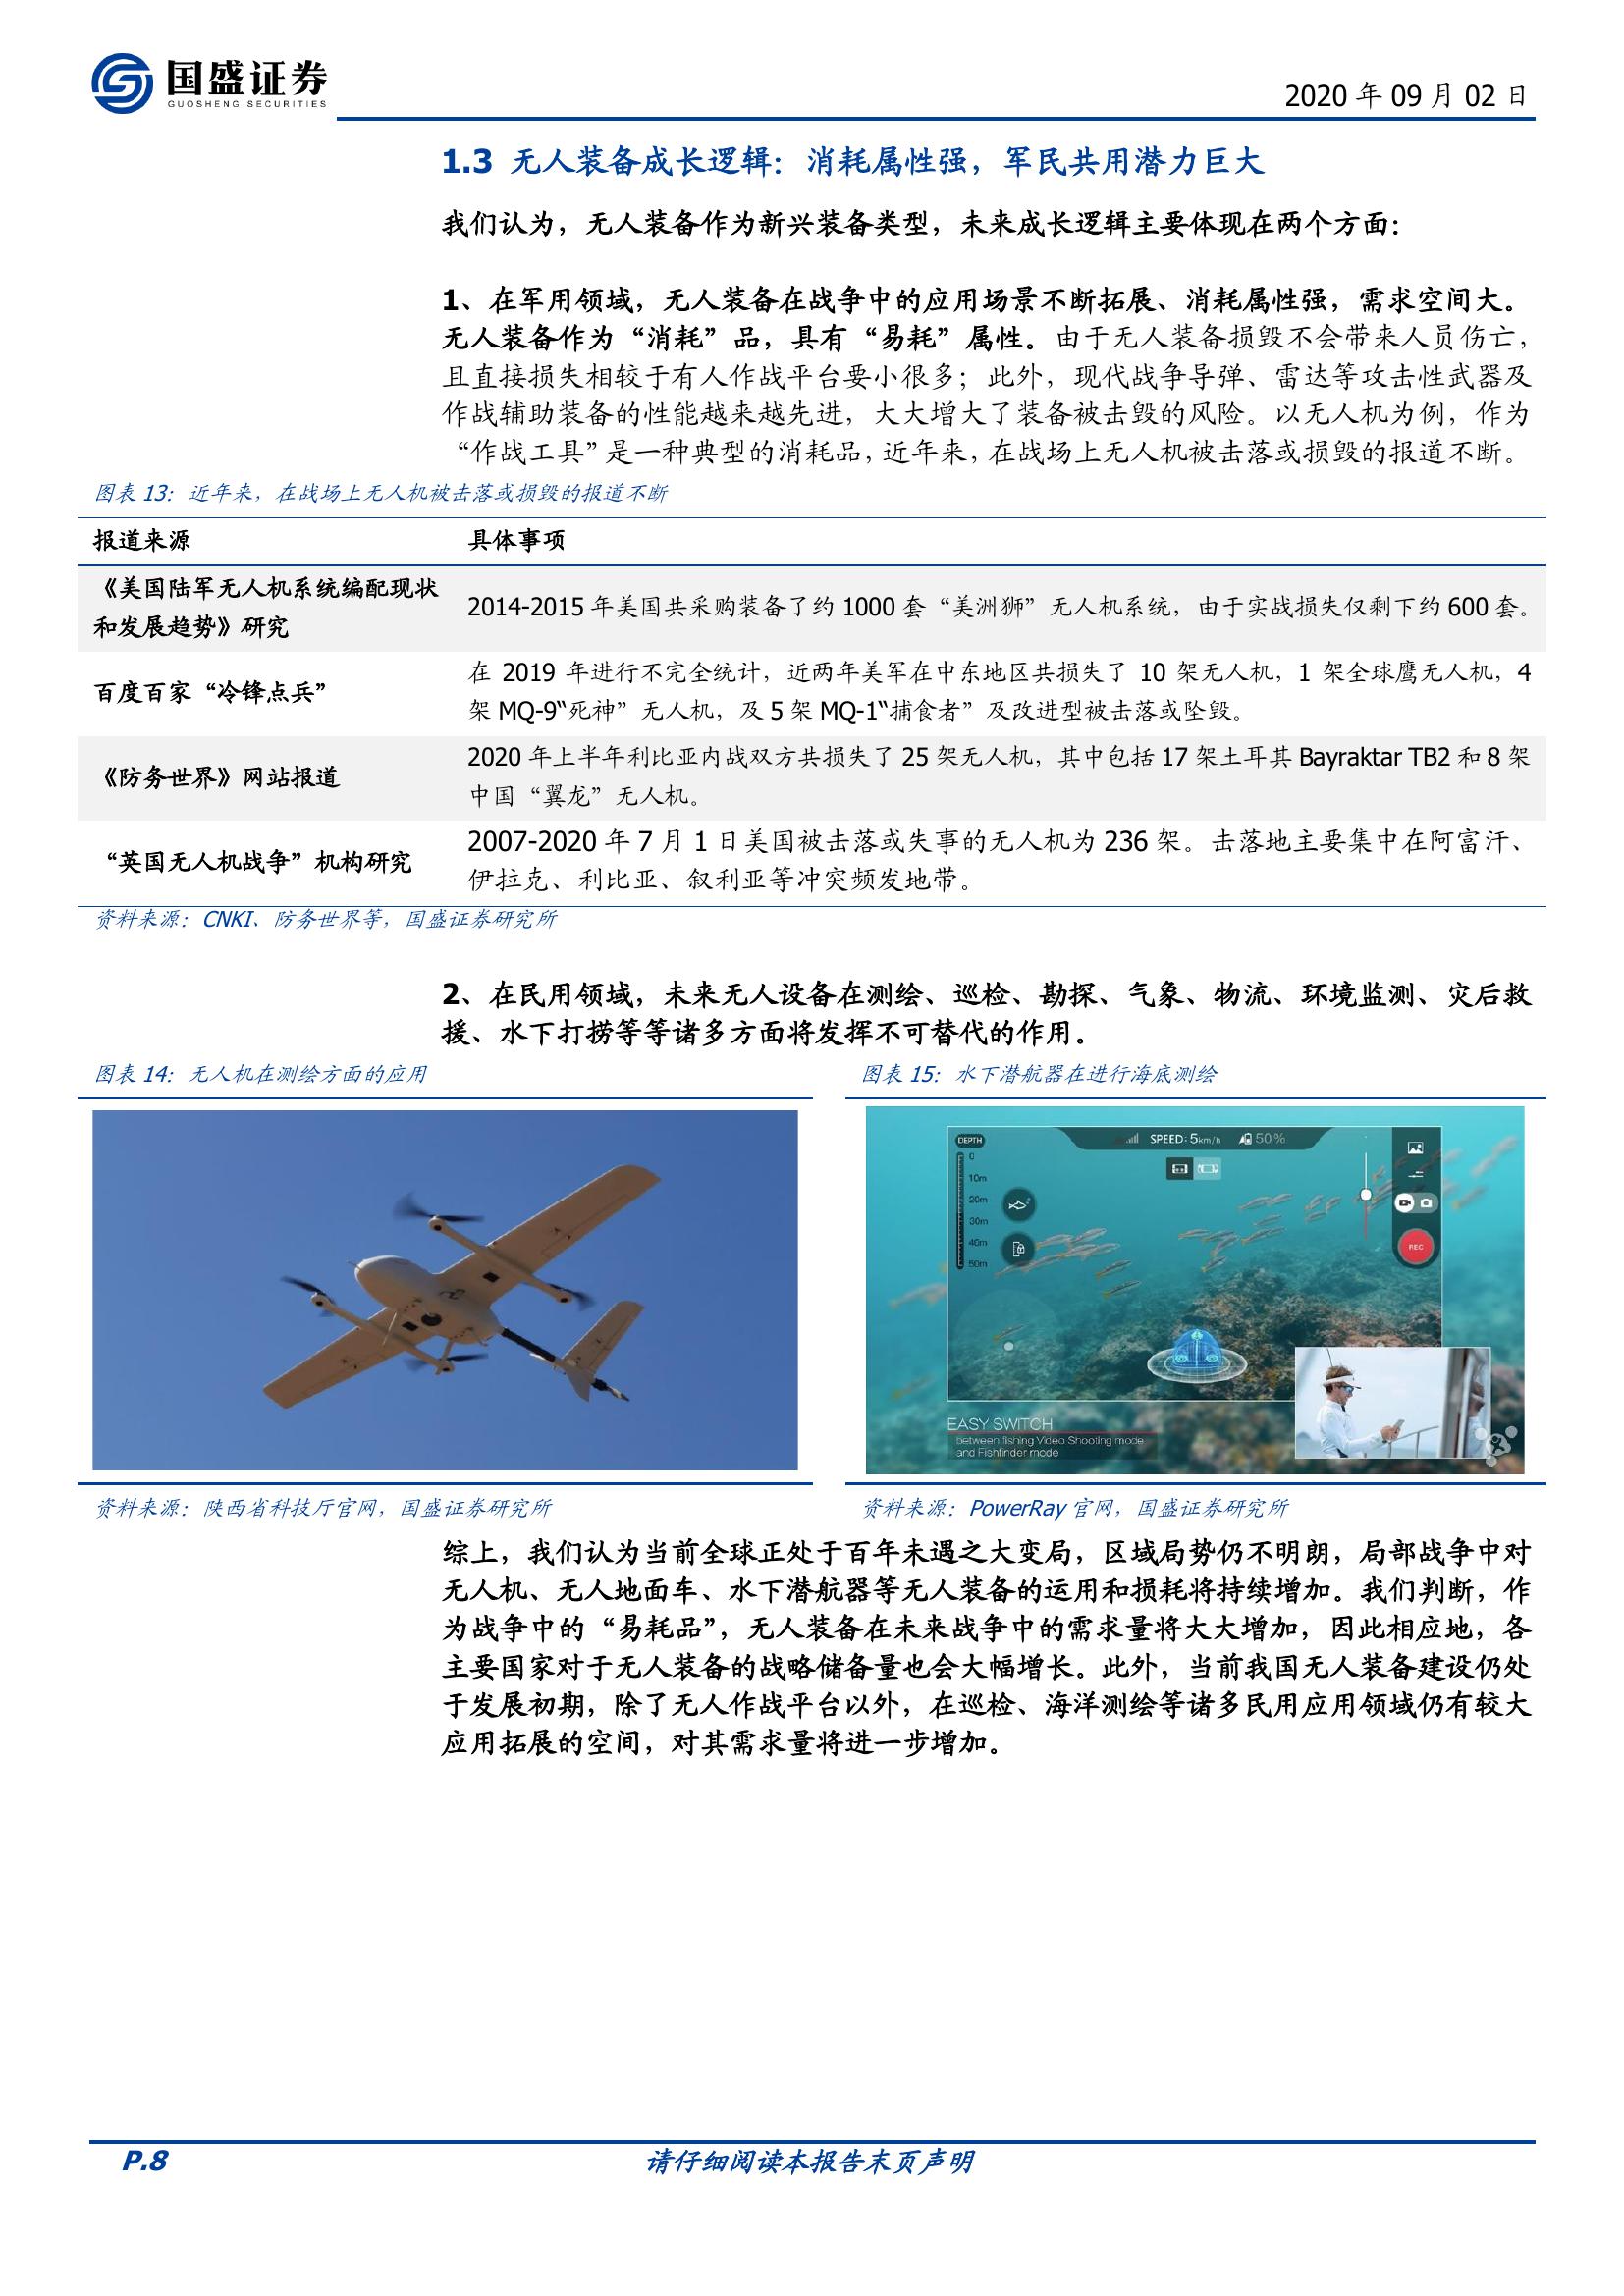 国盛证券
GUOSHENG SECURITIES
2020 年 09 月 02 日
1.3 无人装备成长逻辑：消耗属性强，军民共用潜力巨大
我们认为，无人装备作为新兴装备类型，未来成长逻辑主要体现在两个方面：
1、在军用领域，无人装备在战争中的应用场景不断拓展、消耗属性强，需求空间大。
无人装备作为“消耗”品，具有“易耗”属性。由于无人装备损毁不会带来人员伤亡，
且直接损失相较于有人作战平台要小很多；此外，现代战争导弹、雷达等攻击性武器及
作战辅助装备的性能越来越先进，大大增大了装备被击毁的风险。以无人机为例，作为
“作战工具”是一种典型的消耗品，近年来，在战场上无人机被击落或损毁的报道不断。
图表 13：近年来，在战场上无人机被击落或损毁的报道不断
报道来源 具体事项
《美国陆军无人机系统编配现状
和发展趋势》研究
2014-2015 年美国共采购装备了约 1000 套“美洲狮”无人机系统，由于实战损失仅剩下约 600 套。
百度百家“冷锋点兵”
在 2019 年进行不完全统计，近两年美军在中东地区共损失了 10 架无人机，1 架全球鹰无人机，4
架 MQ-9“死神”无人机，及 5 架 MQ-1“捕食者”及改进型被击落或坠毁。
《防务世界》网站报道
2020 年上半年利比亚内战双方共损失了 25 架无人机，其中包括 17 架土耳其 Bayraktar TB2 和 8 架
中国“翼龙”无人机。
“英国无人机战争”机构研究
2007-2020 年 7 月 1 日美国被击落或失事的无人机为 236 架。击落地主要集中在阿富汗、
伊拉克、利比亚、叙利亚等冲突频发地带。
资料来源：CNKI、防务世界等，国盛证券研究所
2、在民用领域，未来无人设备在测绘、巡检、勘探、气象、物流、环境监测、灾后救
援、水下打捞等等诸多方面将发挥不可替代的作用。
图表 14：无人机在测绘方面的应用
图表 15：水下潜航器在进行海底测绘
DEPTH
SPEED: 5km/h
50%
0
10m
20m
30m
40m
50m
REC
EASY SWITCH
between fishing Video Shooting mode
and Fishfinder mode
资料来源：陕西省科技厅官网，国盛证券研究所
资料来源：PowerRay 官网，国盛证券研究所
综上，我们认为当前全球正处于百年未遇之大变局，区域局势仍不明朗，局部战争中对
无人机、无人地面车、水下潜航器等无人装备的运用和损耗将持续增加。我们判断，作
为战争中的“易耗品”，无人装备在未来战争中的需求量将大大增加，因此相应地，各
主要国家对于无人装备的战略储备量也会大幅增长。此外，当前我国无人装备建设仍处
于发展初期，除了无人作战平台以外，在巡检、海洋测绘等诸多民用应用领域仍有较大
应用拓展的空间，对其需求量将进一步增加。
P.8
请仔细阅读本报告末页声明